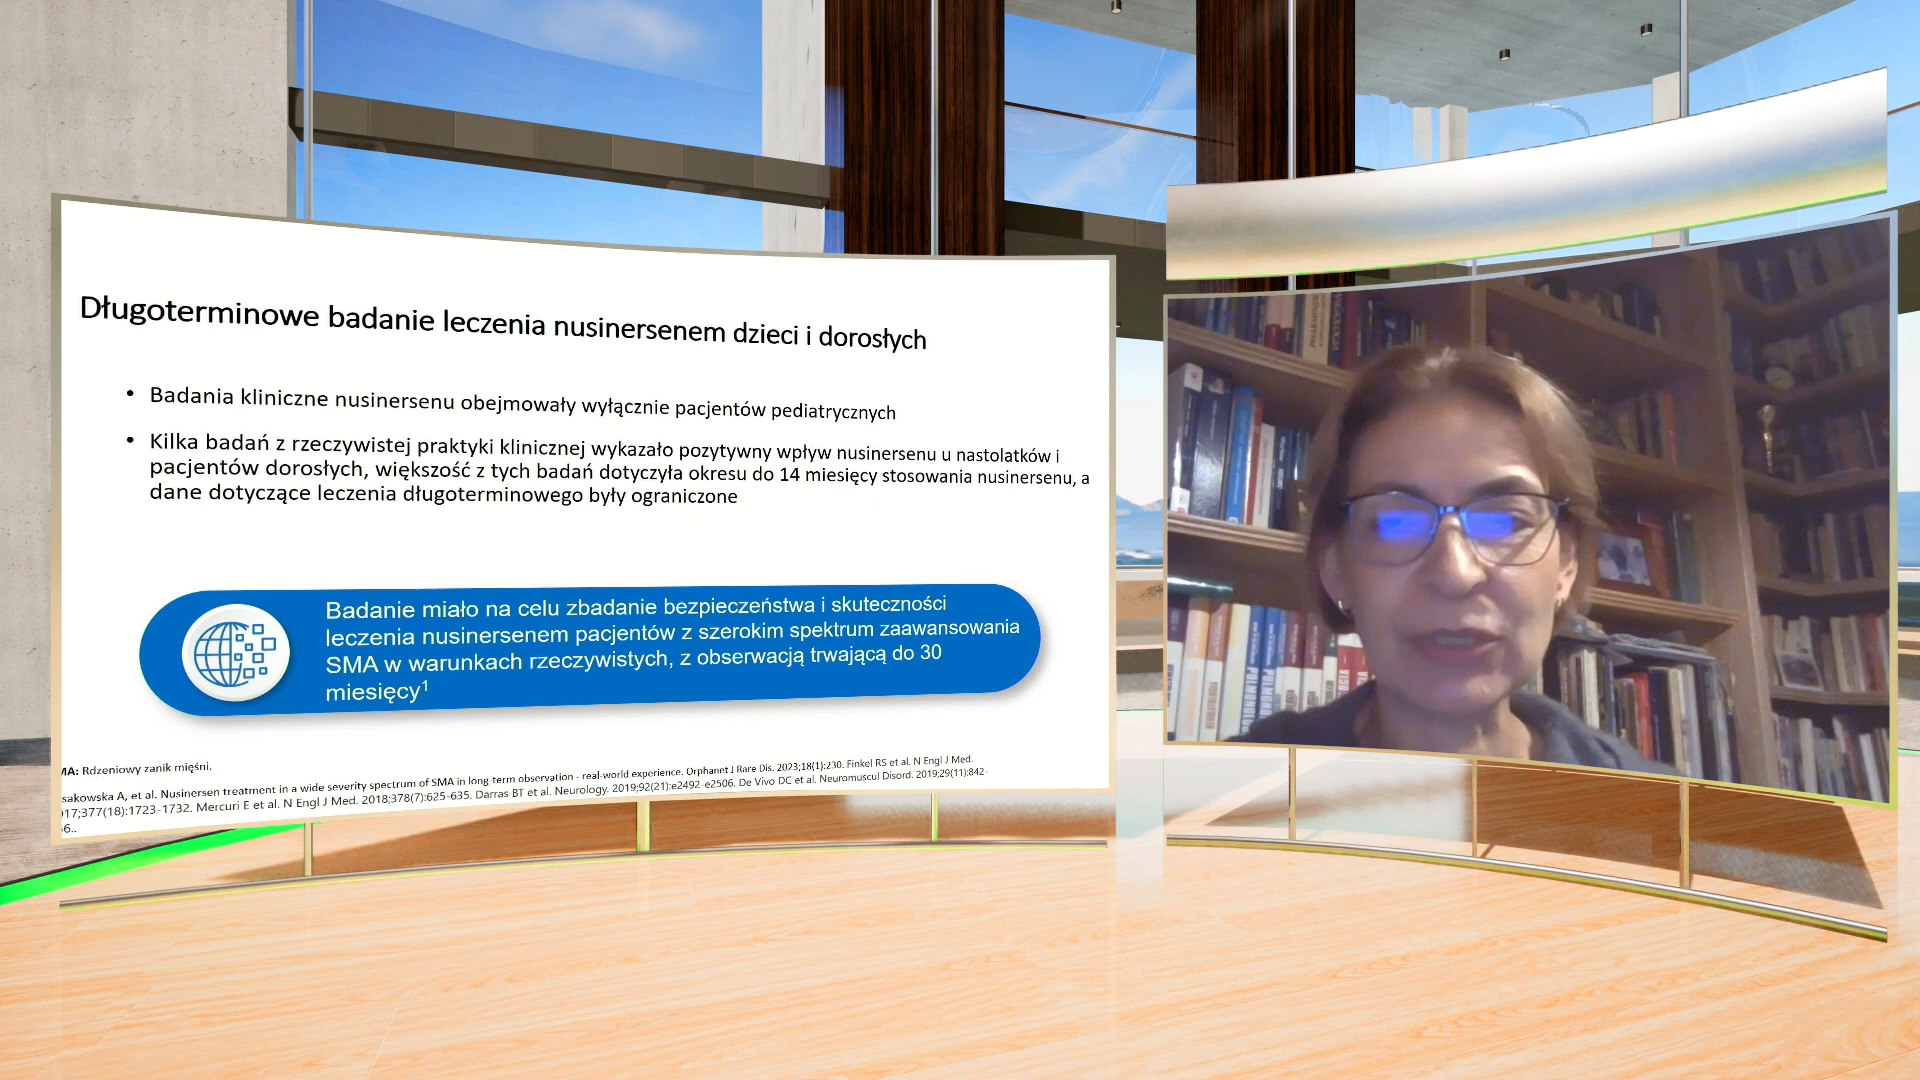 Długoterminowe badanie leczenia nusinersenem dzieci i dorosłych
• Badania kliniczne nusinersenu obejmowały wyłącznie pacjentów pediatrycznych
• Kilka badań z rzeczywistej praktyki klinicznej wykazało pozytywny wpływ nusinersenu u nastolatków i
pacjentów dorosłych, większość z tych badań dotyczyła okresu do 14 miesięcy stosowania nusinersenu, a
dane dotyczące leczenia długoterminowego były ograniczone
Badanie miało na celu zbadanie bezpieczeństwa i skuteczności
leczenia nusinersenem pacjentów z szerokim spektrum zaawansowania
SMA w warunkach rzeczywistych, z obserwacją trwającą do 30
miesięcy¹
MA: Rdzeniowy zanik mięśni.
sakowska A, et al. Nusinersen treatment in a wide severity spectrum of SMA in long-term observation - real-world experience. Orphanet J Rare Dis. 2023;18(1):230. Finkel RS et al. N Engl J Med.
17;377(18):1723-1732. Mercuri E et al. N Engl J Med. 2018;378(7):625-635. Darras BT et al. Neurology. 2019;92(21):e2492-e2506. De Vivo DC et al. Neuromuscul Disord. 2019;29(11):842-
6..